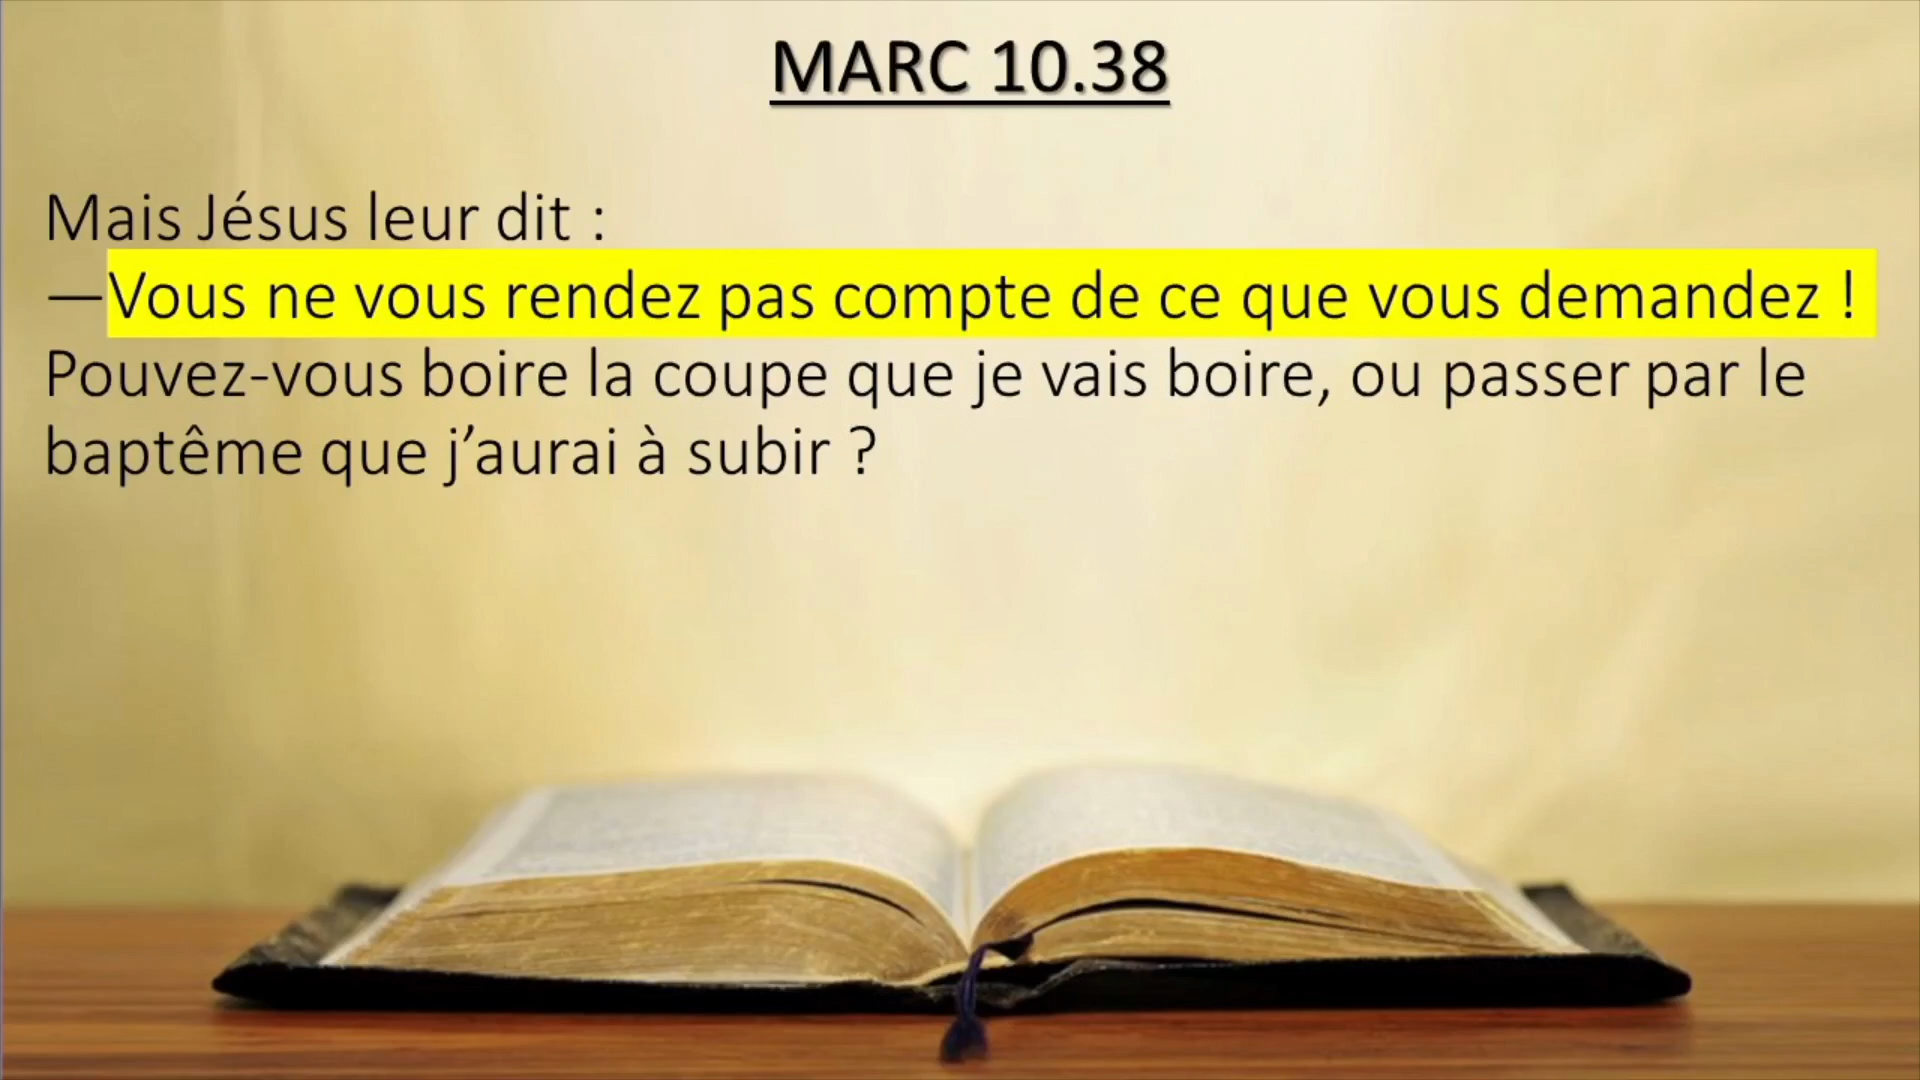 MARC 10.38
Mais Jésus leur dit :
—Vous ne vous rendez pas compte de ce que vous demandez !
Pouvez-vous boire la coupe que je vais boire, ou passer par le
baptême que j’aurai à subir ?